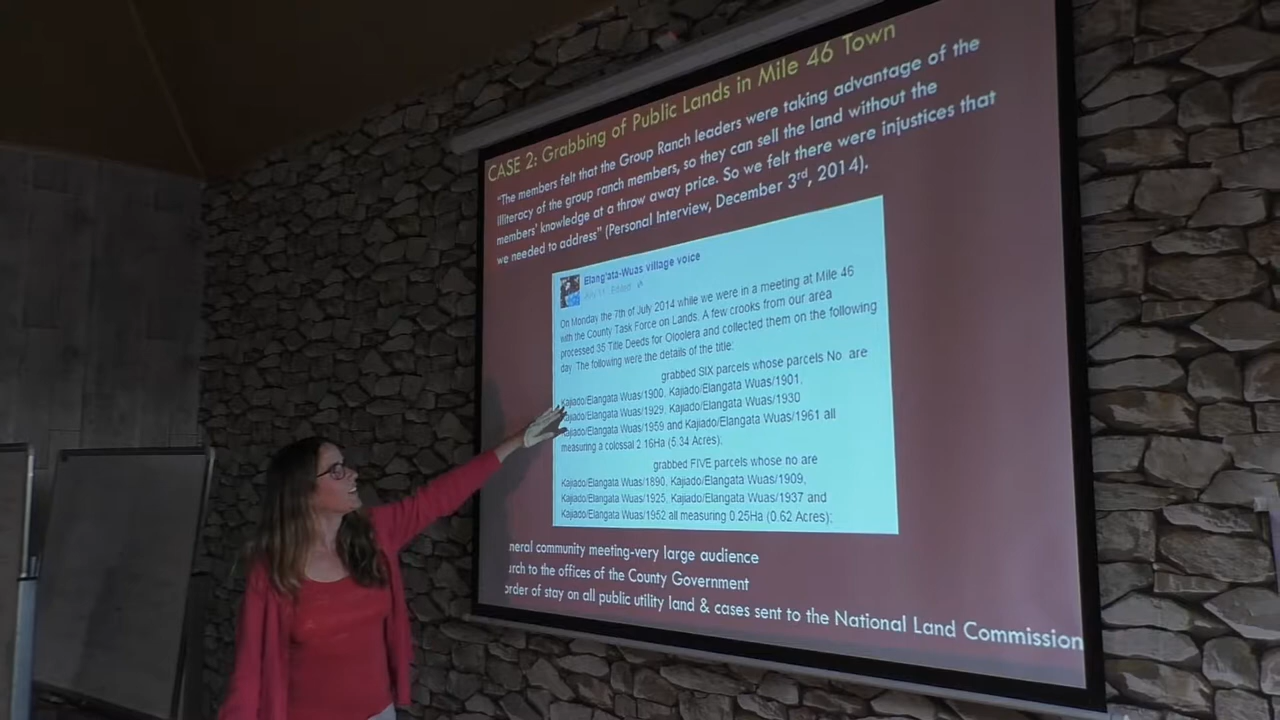 CASE 2: Grabbing of Public Lands in Mile 46 Town
"The members felt that the Group Ranch leaders were taking advantage of the
illiteracy of the group ranch members, so they can sell the land without the
members' knowledge at a throw away price. So we felt there were injustices that
we needed to address" (Personal Interview, December 3rd, 2014).
Elang'ata-Wuas village voice
July 11
On Monday the 7th of July 2014 while we were in a meeting at Mile 46
with the County Task Force on Lands. A few crooks from our area
processed 35 Title Deeds for Oloolera and collected them on the following
day. The following were the details of the title:
grabbed SIX parcels whose parcels No. are
Kajiado/Elangata Wuas/1900, Kajiado/Elangata Wuas/1901,
Kajiado/Elangata Wuas/1929, Kajiado/Elangata Wuas/1930
Kajiado/Elangata Wuas/1959 and Kajiado/Elangata Wuas/1961 all
measuring a colossal 2.16Ha (5.34 Acres);
grabbed FIVE parcels whose no are
Kajiado/Elangata Wuas/1890, Kajiado/Elangata Wuas/1909,
Kajiado/Elangata Wuas/1925, Kajiado/Elangata Wuas/1937 and
Kajiado/Elangata Wuas/1952 all measuring 0.25Ha (0.62 Acres);
neral community meeting-very large audience
rch to the offices of the County Government
order of stay on all public utility land & cases sent to the National Land Commission